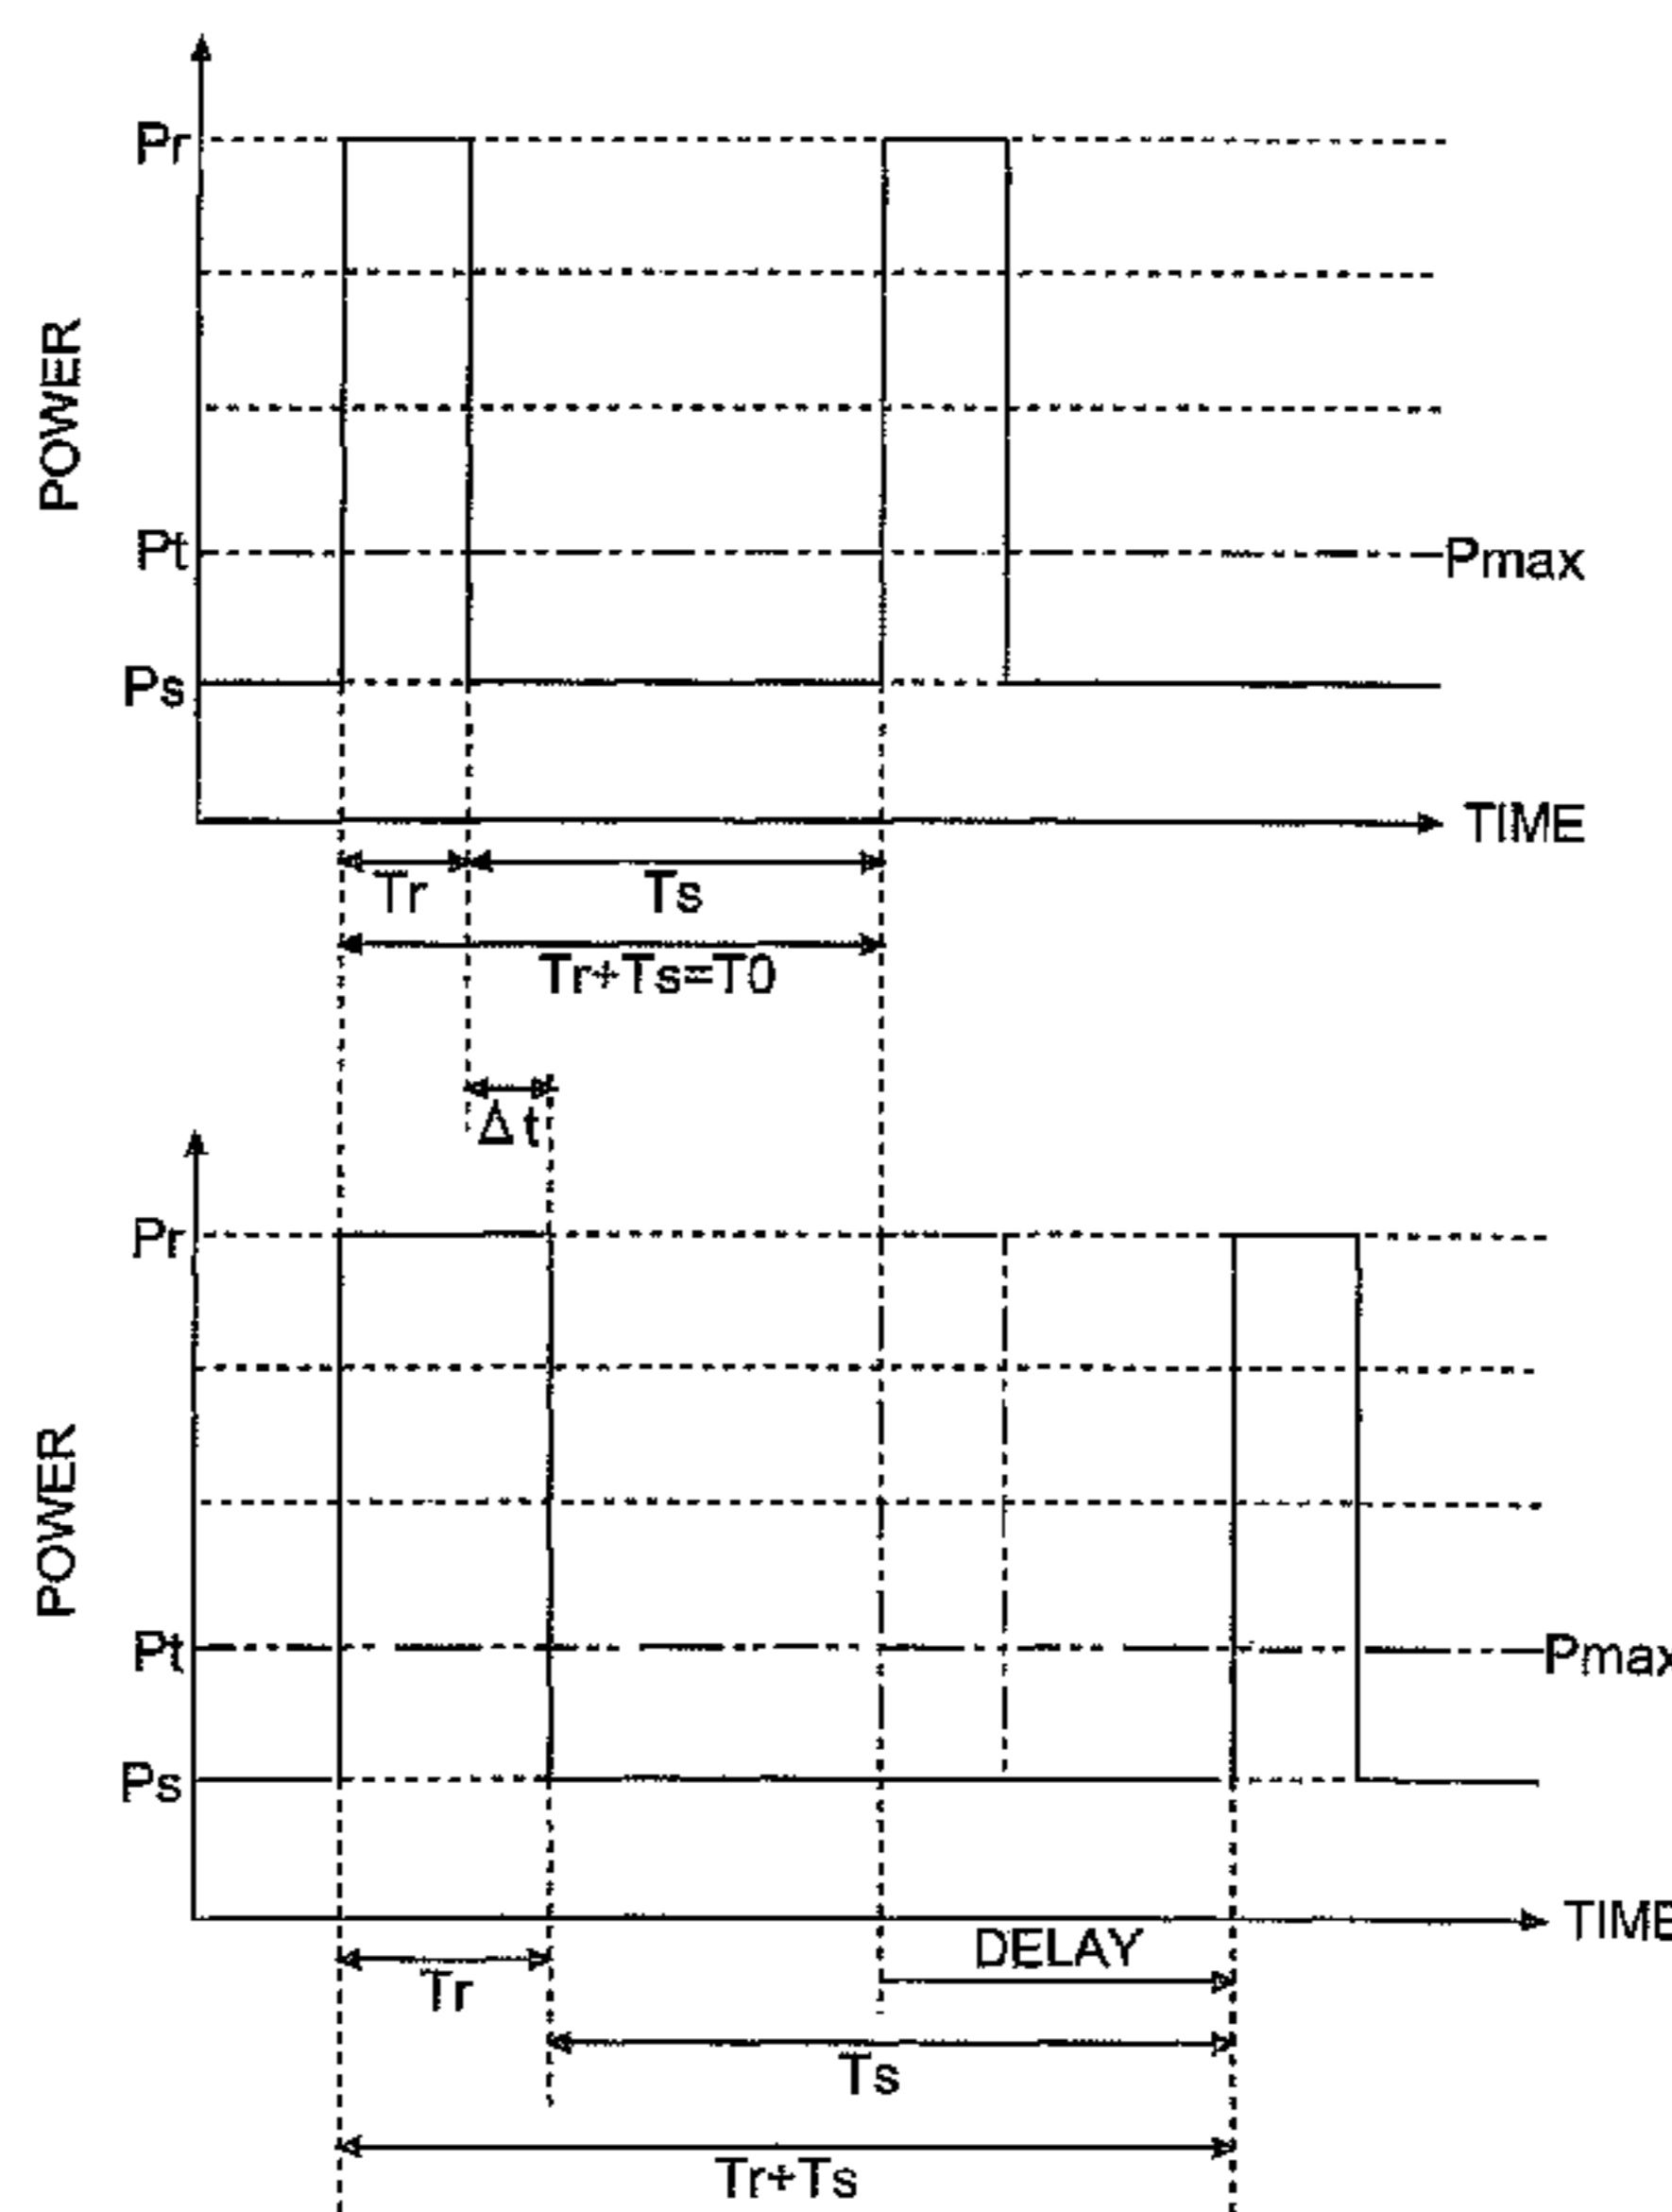 Pr
POWER
Pt
Pmax
Ps
TIME
Tr
Ts
Tr+Ts=T0
Δt
Pr
POWER
Pt
Pmax
Ps
TIME
DELAY
Tr
Ts
Tr+Ts